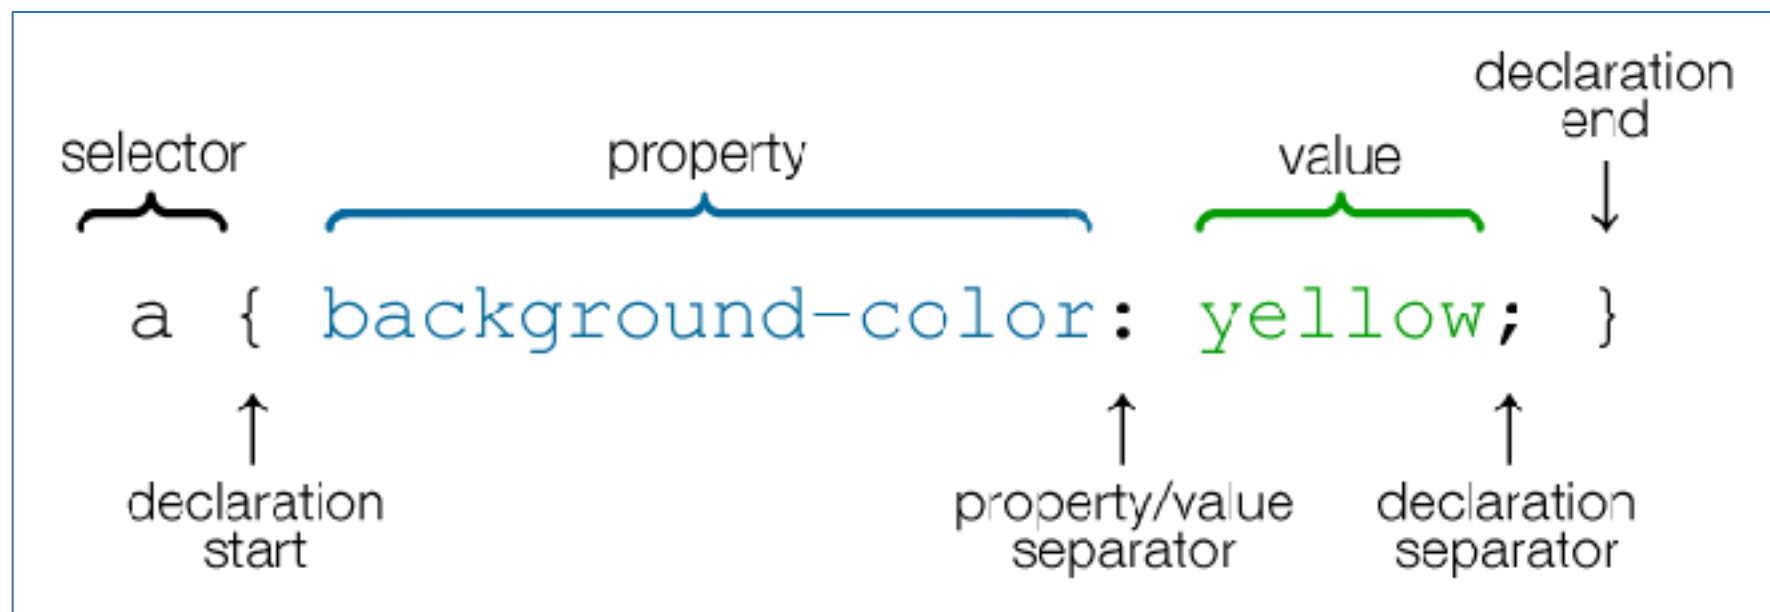 declaration
end
selector
property
value
a { background-color: yellow; }
declaration
start
property/value
separator
declaration
separator